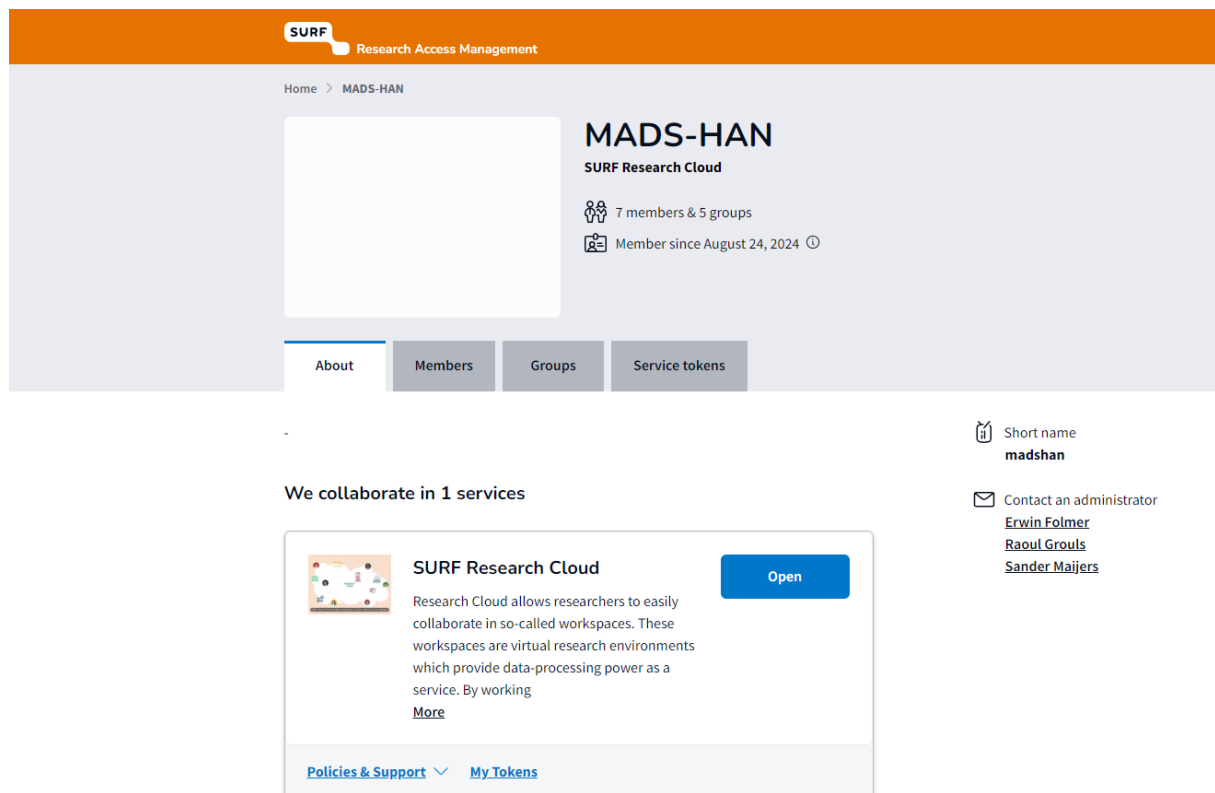 SURF
Research Access Management
Home > MADS-HAN
MADS-HAN
SURF Research Cloud
7 members & 5 groups
Member since August 24, 2024
About
Members
Groups
Service tokens
-
Short name
madshan
We collaborate in 1 services
Contact an administrator
Erwin Folmer
Raoul Grouls
Sander Maijers
SURF Research Cloud
Open
Research Cloud allows researchers to easily
collaborate in so-called workspaces. These
workspaces are virtual research environments
which provide data-processing power as a
service. By working
More
Policies & Support
My Tokens